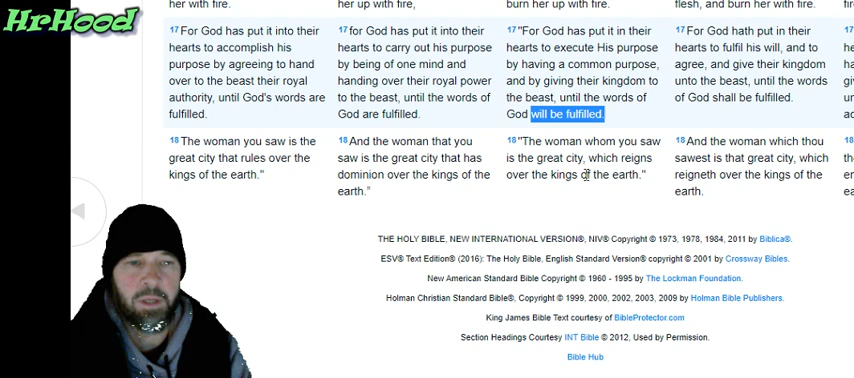 HrHood
her with fire.
her up with fire,
burn her up with fire.
flesh, and burn her with fire.
17 For God has put it into their
hearts to accomplish his
purpose by agreeing to hand
over to the beast their royal
authority, until God's words are
fulfilled.
17 for God has put it into their
hearts to carry out his purpose
by being of one mind and
handing over their royal power
to the beast, until the words of
God are fulfilled.
17 "For God has put it in their
hearts to execute His purpose
by having a common purpose,
and by giving their kingdom to
the beast, until the words of
God will be fulfilled.
17 For God hath put in their
hearts to fulfil his will, and to
agree, and give their kingdom
unto the beast, until the words
of God shall be fulfilled.
17
18 The woman you saw is the
great city that rules over the
kings of the earth."
18 And the woman that you
saw is the great city that has
dominion over the kings of the
earth."
18 "The woman whom you saw
is the great city, which reigns
over the kings of the earth."
18 And the woman which thou
sawest is that great city, which
reigneth over the kings of the
earth.
18
THE HOLY BIBLE, NEW INTERNATIONAL VERSION®, NIV® Copyright © 1973, 1978, 1984, 2011 by Biblica®.
ESV® Text Edition® (2016): The Holy Bible, English Standard Version® copyright © 2001 by Crossway Bibles.
New American Standard Bible Copyright © 1960 - 1995 by The Lockman Foundation.
Holman Christian Standard Bible®, Copyright © 1999, 2000, 2002, 2003, 2009 by Holman Bible Publishers.
King James Bible Text courtesy of BibleProtector.com
Section Headings Courtesy INT Bible © 2012, Used by Permission.
Bible Hub